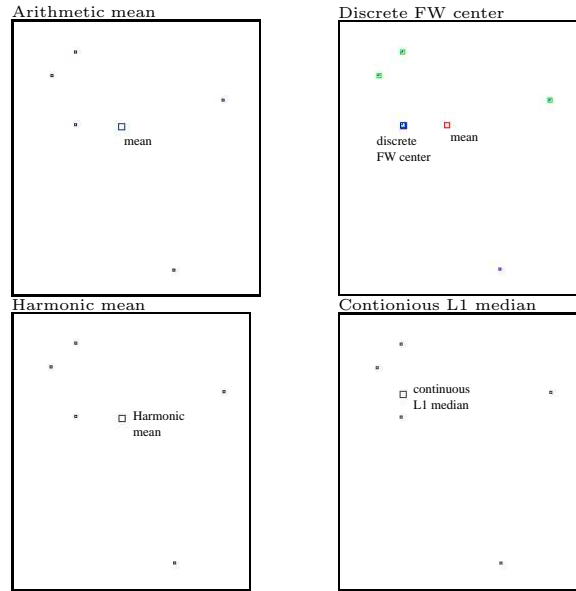 Arithmetic mean
mean
Discrete FW center
discrete
FW center
mean
Harmonic mean
Harmonic
mean
Contionious L1 median
continuous
L1 median